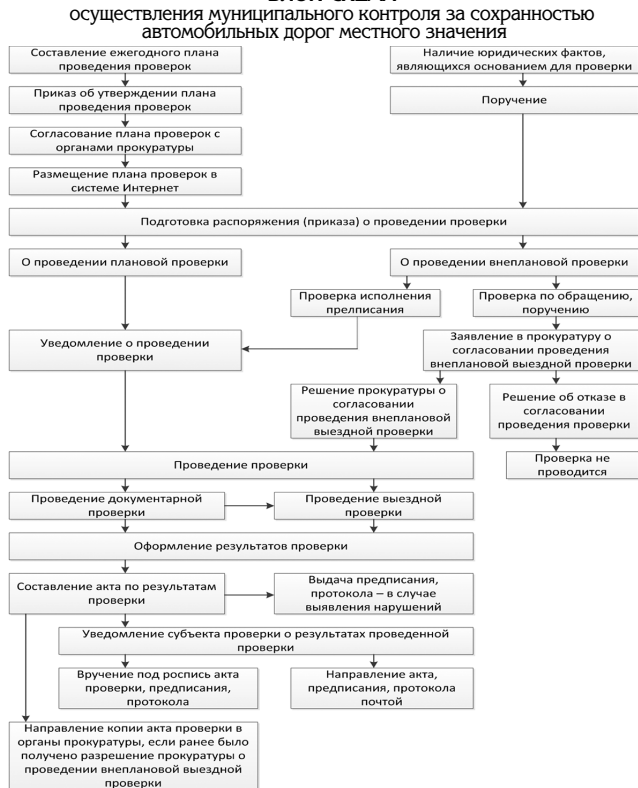 осуществления муниципального контроля за сохранностью
автомобильных дорог местного значения
Составление ежегодного плана
проведения проверок
Наличие юридических фактов,
являющихся основанием для проверки
Приказ об утверждении плана
проведения проверок
Поручение
Согласование плана проверок с
органами прокуратуры
Размещение плана проверок в
системе Интернет
Подготовка распоряжения (приказа) о проведении проверки
О проведении плановой проверки
О проведении внеплановой проверки
Проверка исполнения
прелписания
Проверка по обращению,
поручению
Уведомление о проведении
проверки
Заявление в прокуратуру о
согласовании проведения
внеплановой выездной проверки
Решение прокуратуры о
согласовании
проведения внеплановой
выездной проверки
Решение об отказе в
согласовании
проведения проверки
Проверка не
проводится
Проведение проверки
Проведение документарной
проверки
Проведение выездной
проверки
Оформление результатов проверки
Составление акта по результатам
проверки
Выдача предписания,
протокола – в случае
выявления нарушений
Уведомление субъекта проверки о результатах проведенной
проверки
Вручение под роспись акта
проверки, предписания,
протокола
Направление акта,
предписания, протокола
почтой
Направление копии акта проверки в
органы прокуратуры, если ранее было
получено разрешение прокуратуры о
проведении внеплановой выездной
проверки